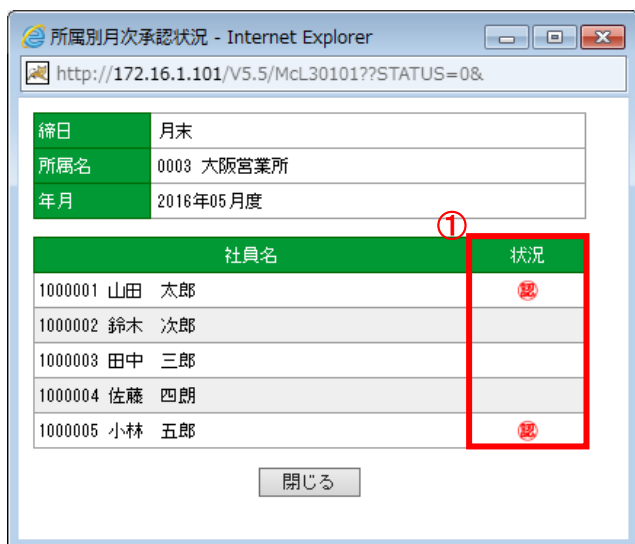 所属別月次承認状況 - Internet Explorer
http://172.16.1.101/V5.5/McL30101??STATUS=0&
締日 月末
所属名 0003 大阪営業所
年月 2016年05月度
①
社員名 状況
1000001 山田 太郎 認
1000002 鈴木 次郎
1000003 田中 三郎
1000004 佐藤 四朗
1000005 小林 五郎 認
閉じる